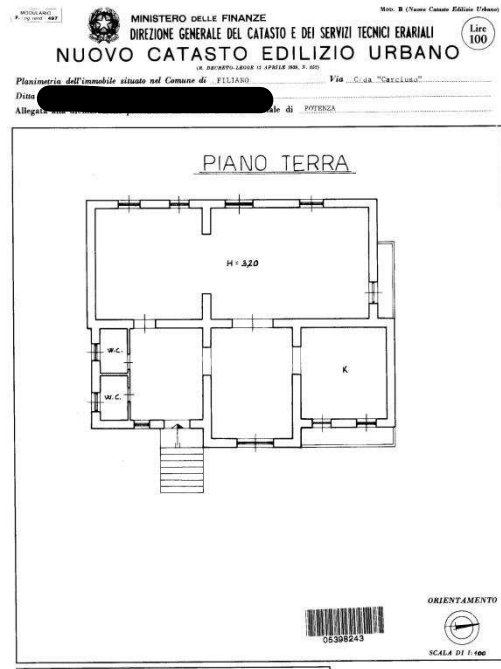 MODULARIO
MOD. B (Nuovo Catasto Edilizio Urbano)
MINISTERO DELLE FINANZE
DIREZIONE GENERALE DEL CATASTO E DEI SERVIZI TECNICI ERARIALI
Lire
100
NUOVO CATASTO EDILIZIO URBANO
(R. DECRETO-LEGGE 13 APRILE 1939, N. 652)
Planimetria dell'immobile situato nel Comune di FILIANO Via C.da "Carciuso"
Ditta
Allegata ale di POTENZA
PIANO TERRA
H= 3,20
W.C.
K
W.C.
ORIENTAMENTO
05398243
SCALA DI 1:100